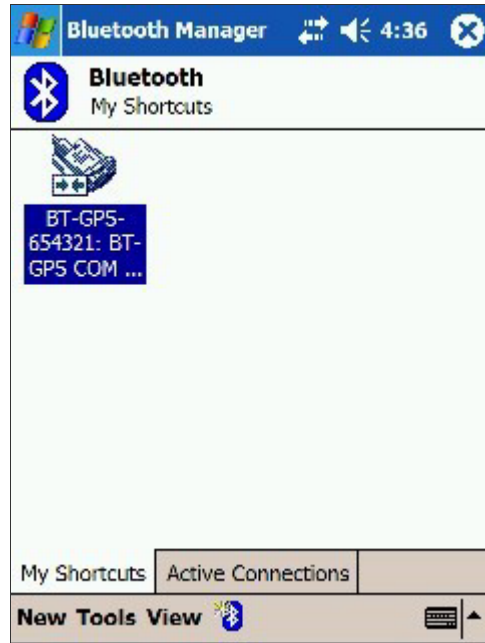 Bluetooth Manager 4:36
Bluetooth
My Shortcuts
BT-GPS-
654321: BT-
GPS COM ...
My Shortcuts Active Connections
New Tools View